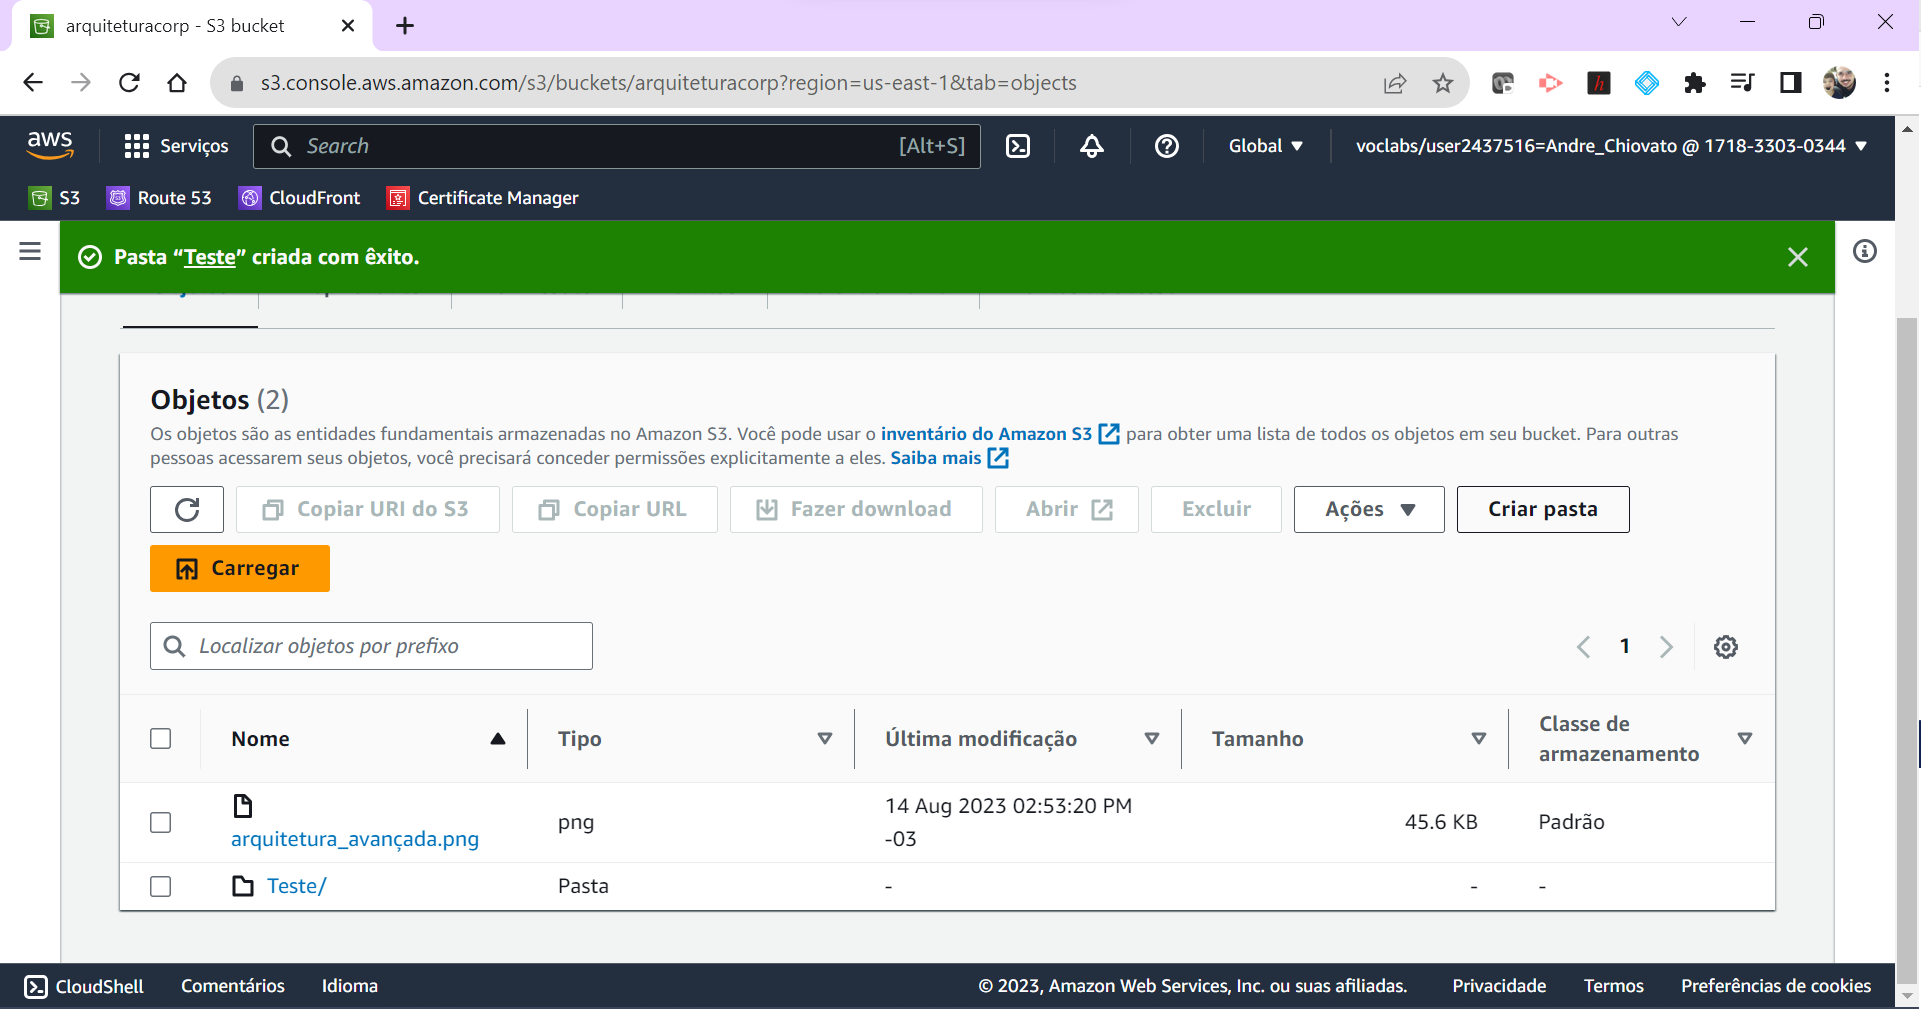 arquiteturacorp - S3 bucket
s3.console.aws.amazon.com/s3/buckets/arquiteturacorp?region=us-east-1&tab=objects
aws
Serviços
Search
[Alt+S]
Global
voclabs/user2437516=Andre_Chiovato @ 1718-3303-0344
S3
Route 53
CloudFront
Certificate Manager
Pasta “Teste” criada com êxito.
Objetos (2)
Os objetos são as entidades fundamentais armazenadas no Amazon S3. Você pode usar o inventário do Amazon S3 para obter uma lista de todos os objetos em seu bucket. Para outras
pessoas acessarem seus objetos, você precisará conceder permissões explicitamente a eles. Saiba mais
Copiar URI do S3
Copiar URL
Fazer download
Abrir
Excluir
Ações
Criar pasta
Carregar
Localizar objetos por prefixo
1
Nome
Tipo
Última modificação
Tamanho
Classe de
armazenamento
arquitetura_avançada.png
png
14 Aug 2023 02:53:20 PM
-03
45.6 KB
Padrão
Teste/
Pasta
-
-
-
CloudShell
Comentários
Idioma
© 2023, Amazon Web Services, Inc. ou suas afiliadas.
Privacidade
Termos
Preferências de cookies